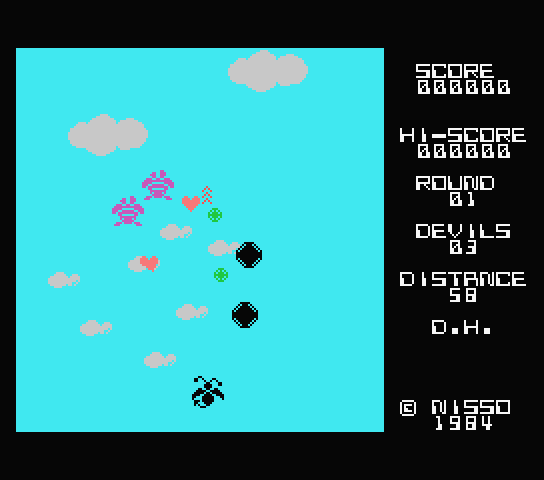 SCORE
000000
HI-SCORE
000000
ROUND
01
DEVILS
03
DISTANCE
58
D.H.
© NISSO
1984